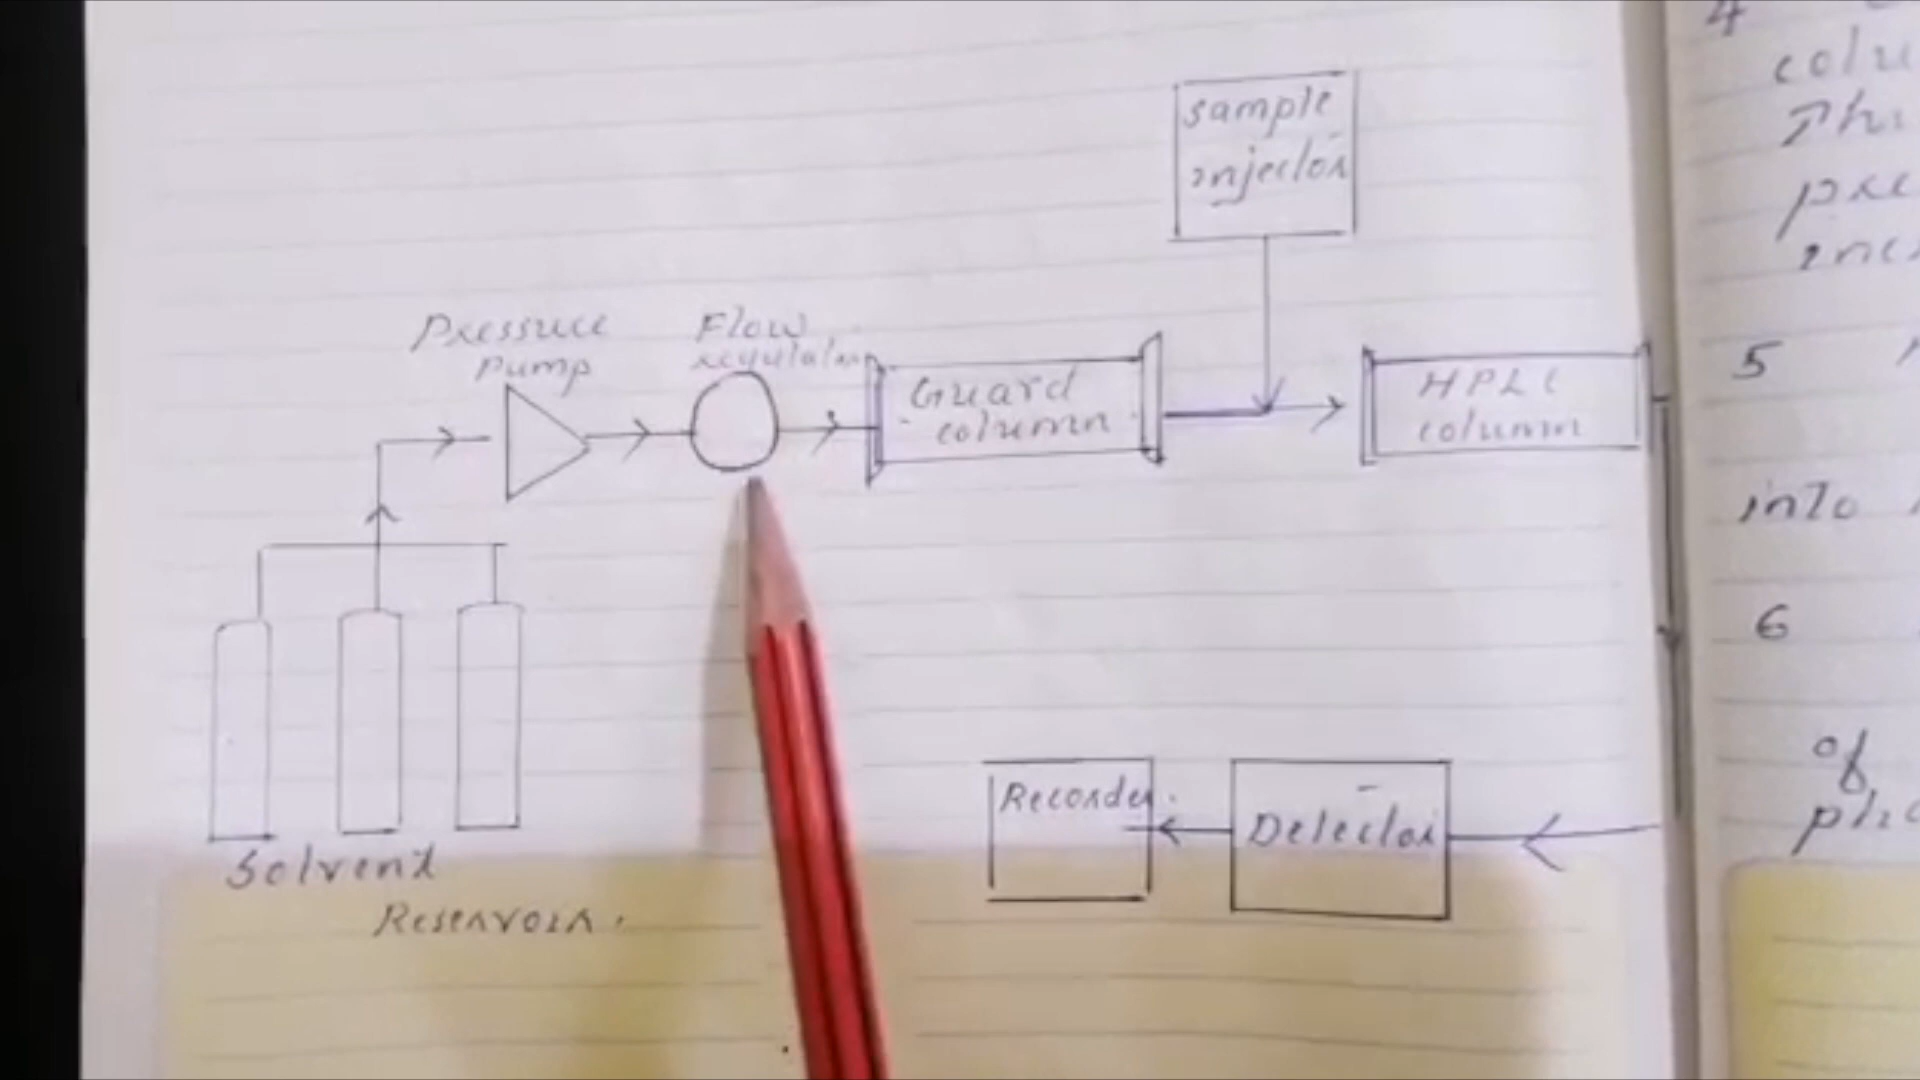 sample
injector
Pressure
pump
Flow
regulator
Guard
column
HPLC
column
Solvent
Reservoir.
Recorder.
Detector
4
5
into
6
of